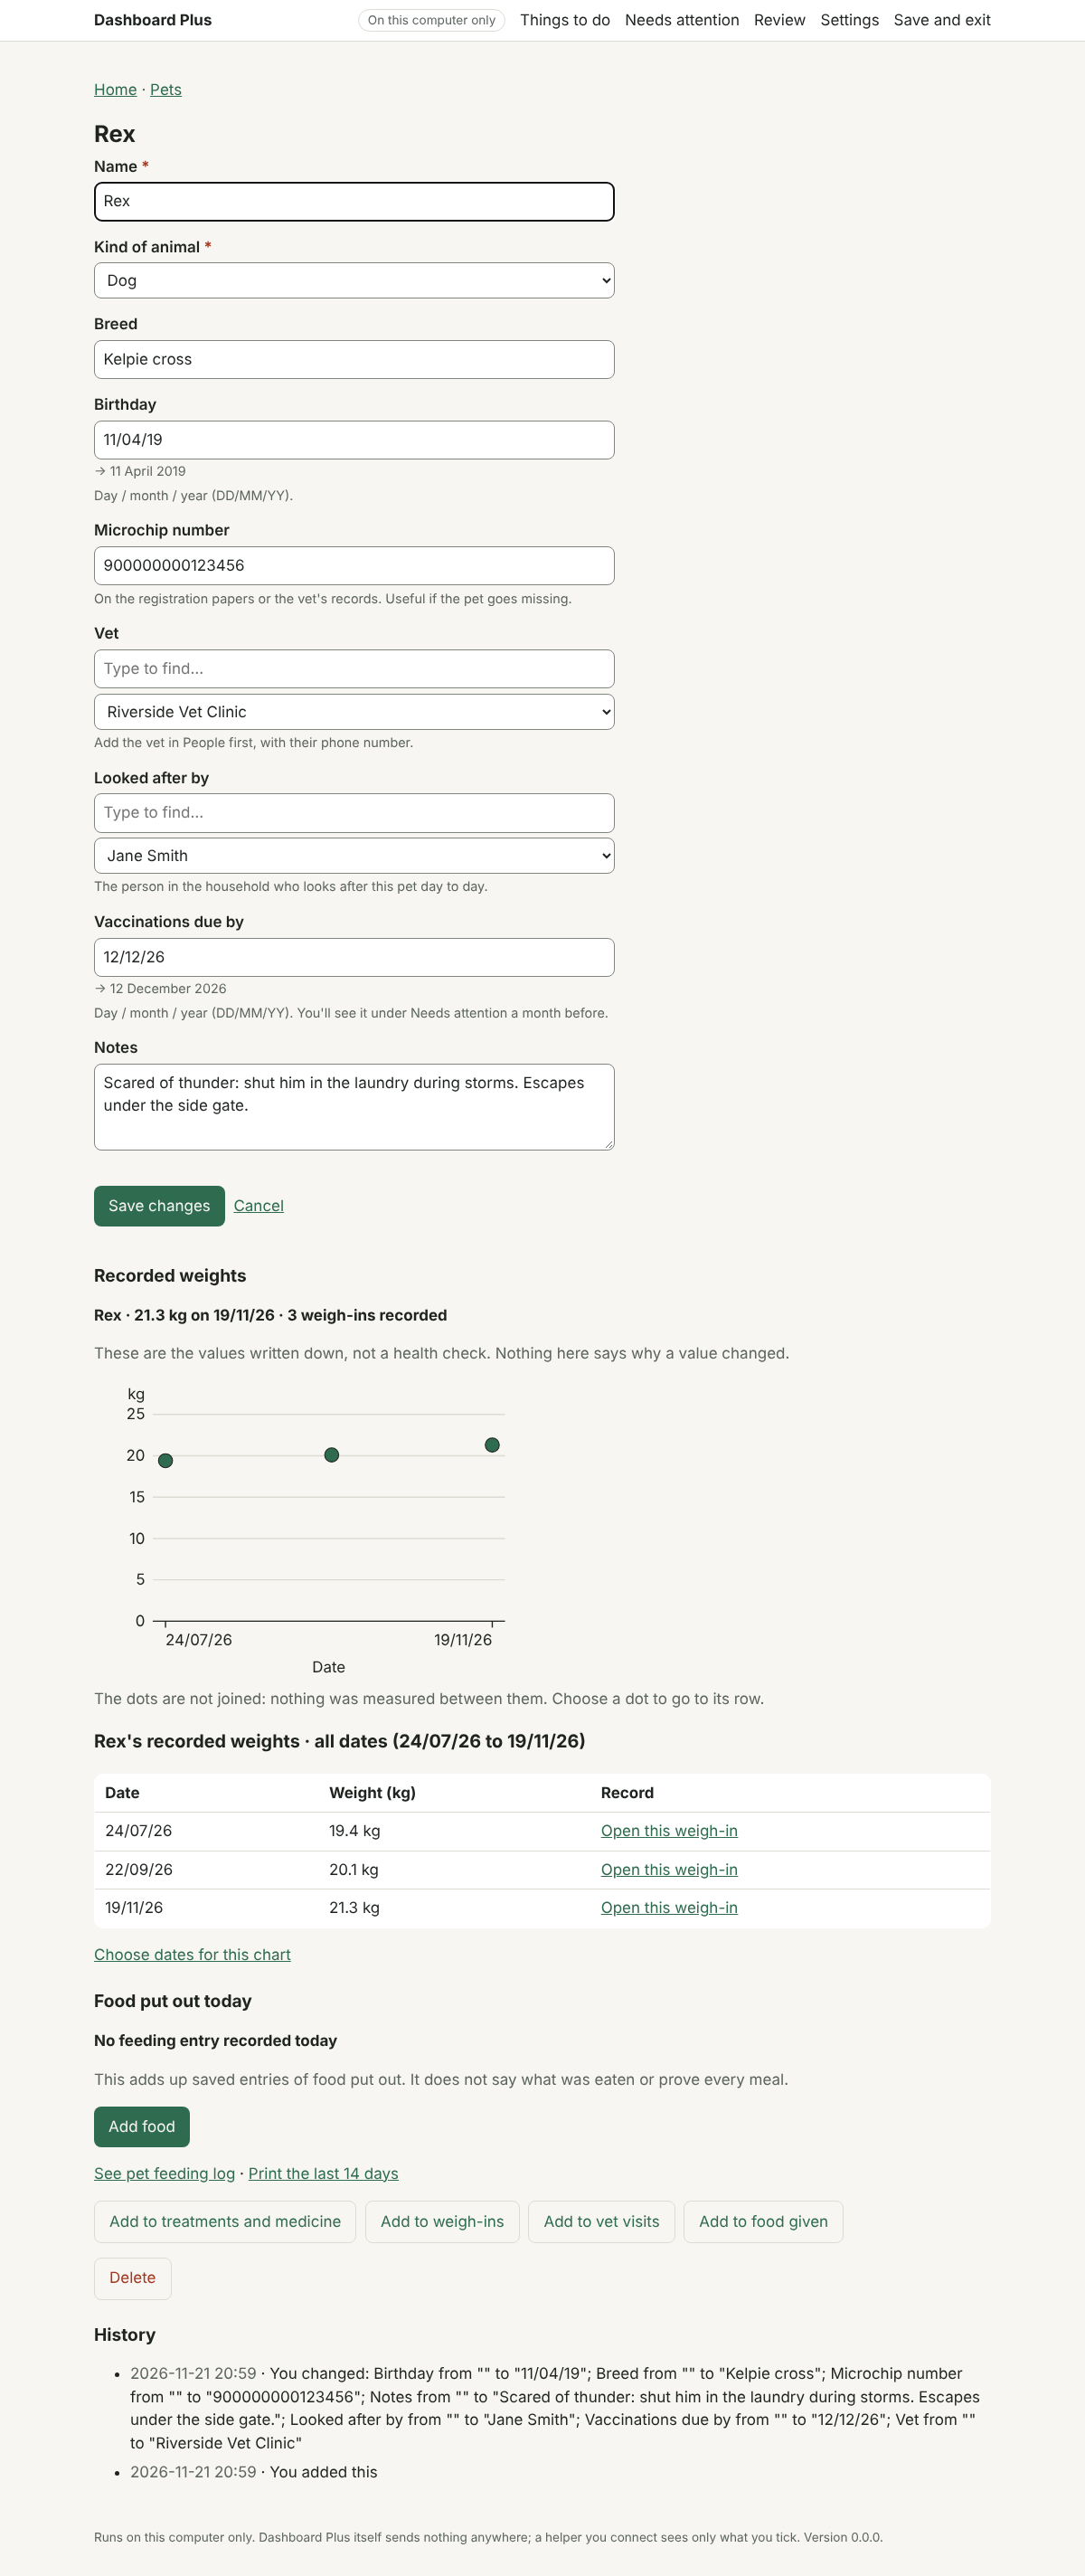 Dashboard Plus
On this computer only
Things to do
Needs attention
Review
Settings
Save and exit
Home · Pets
Rex
Name *
Rex
Kind of animal *
Dog
Breed
Kelpie cross
Birthday
11/04/19
→ 11 April 2019
Day / month / year (DD/MM/YY).
Microchip number
900000000123456
On the registration papers or the vet's records. Useful if the pet goes missing.
Vet
Type to find...
Riverside Vet Clinic
Add the vet in People first, with their phone number.
Looked after by
Type to find...
Jane Smith
The person in the household who looks after this pet day to day.
Vaccinations due by
12/12/26
→ 12 December 2026
Day / month / year (DD/MM/YY). You'll see it under Needs attention a month before.
Notes
Scared of thunder: shut him in the laundry during storms. Escapes
under the side gate.
Save changes
Cancel
Recorded weights
Rex · 21.3 kg on 19/11/26 · 3 weigh-ins recorded
These are the values written down, not a health check. Nothing here says why a value changed.
kg
25
20
15
10
5
0
24/07/26
19/11/26
Date
The dots are not joined: nothing was measured between them. Choose a dot to go to its row.
Rex's recorded weights · all dates (24/07/26 to 19/11/26)
Date Weight (kg) Record
24/07/26 19.4 kg Open this weigh-in
22/09/26 20.1 kg Open this weigh-in
19/11/26 21.3 kg Open this weigh-in
Choose dates for this chart
Food put out today
No feeding entry recorded today
This adds up saved entries of food put out. It does not say what was eaten or prove every meal.
Add food
See pet feeding log · Print the last 14 days
Add to treatments and medicine
Add to weigh-ins
Add to vet visits
Add to food given
Delete
History
• 2026-11-21 20:59 · You changed: Birthday from "" to "11/04/19"; Breed from "" to "Kelpie cross"; Microchip number
from "" to "900000000123456"; Notes from "" to "Scared of thunder: shut him in the laundry during storms. Escapes
under the side gate."; Looked after by from "" to "Jane Smith"; Vaccinations due by from "" to "12/12/26"; Vet from ""
to "Riverside Vet Clinic"
• 2026-11-21 20:59 · You added this
Runs on this computer only. Dashboard Plus itself sends nothing anywhere; a helper you connect sees only what you tick. Version 0.0.0.